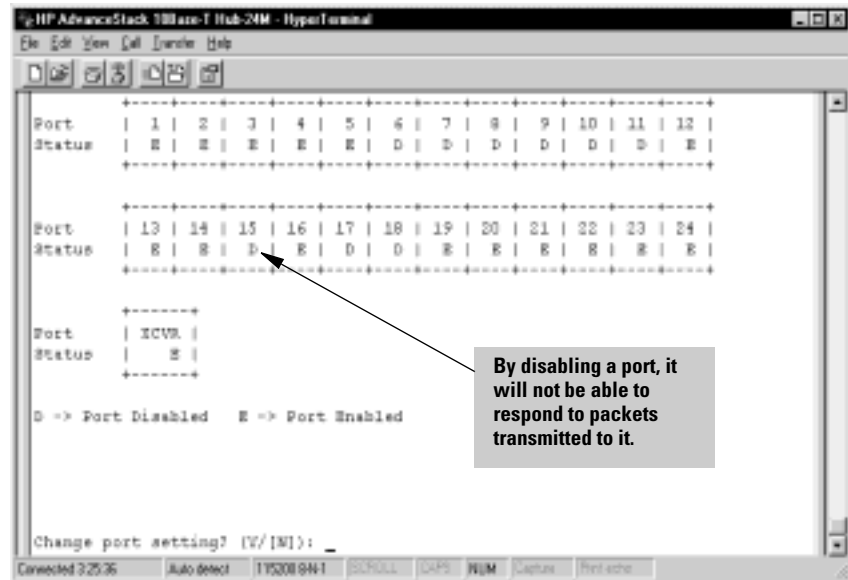 HP AdvanceStack 10Base-T Hub-24M - HyperTerminal
File Edit View Call Transfer Help
+----+----+----+----+----+----+----+----+----+----+----+----+
Port | 1 | 2 | 3 | 4 | 5 | 6 | 7 | 8 | 9 | 10 | 11 | 12 |
Status | E | E | E | E | E | D | D | D | D | D | D | E |
+----+----+----+----+----+----+----+----+----+----+----+----+
+----+----+----+----+----+----+----+----+----+----+----+----+
Port | 13 | 14 | 15 | 16 | 17 | 18 | 19 | 20 | 21 | 22 | 23 | 24 |
Status | E | E | D | E | D | D | E | E | E | E | E | E |
+----+----+----+----+----+----+----+----+----+----+----+----+
+------+
Port | XCVR |
Status | E |
+------+
By disabling a port, it
will not be able to
respond to packets
transmitted to it.
D -> Port Disabled E -> Port Enabled
Change port setting? (Y/[N]): _
Connected 3:25:36 Auto detect 115200 8-N-1 SCROLL CAPS NUM Capture Print echo